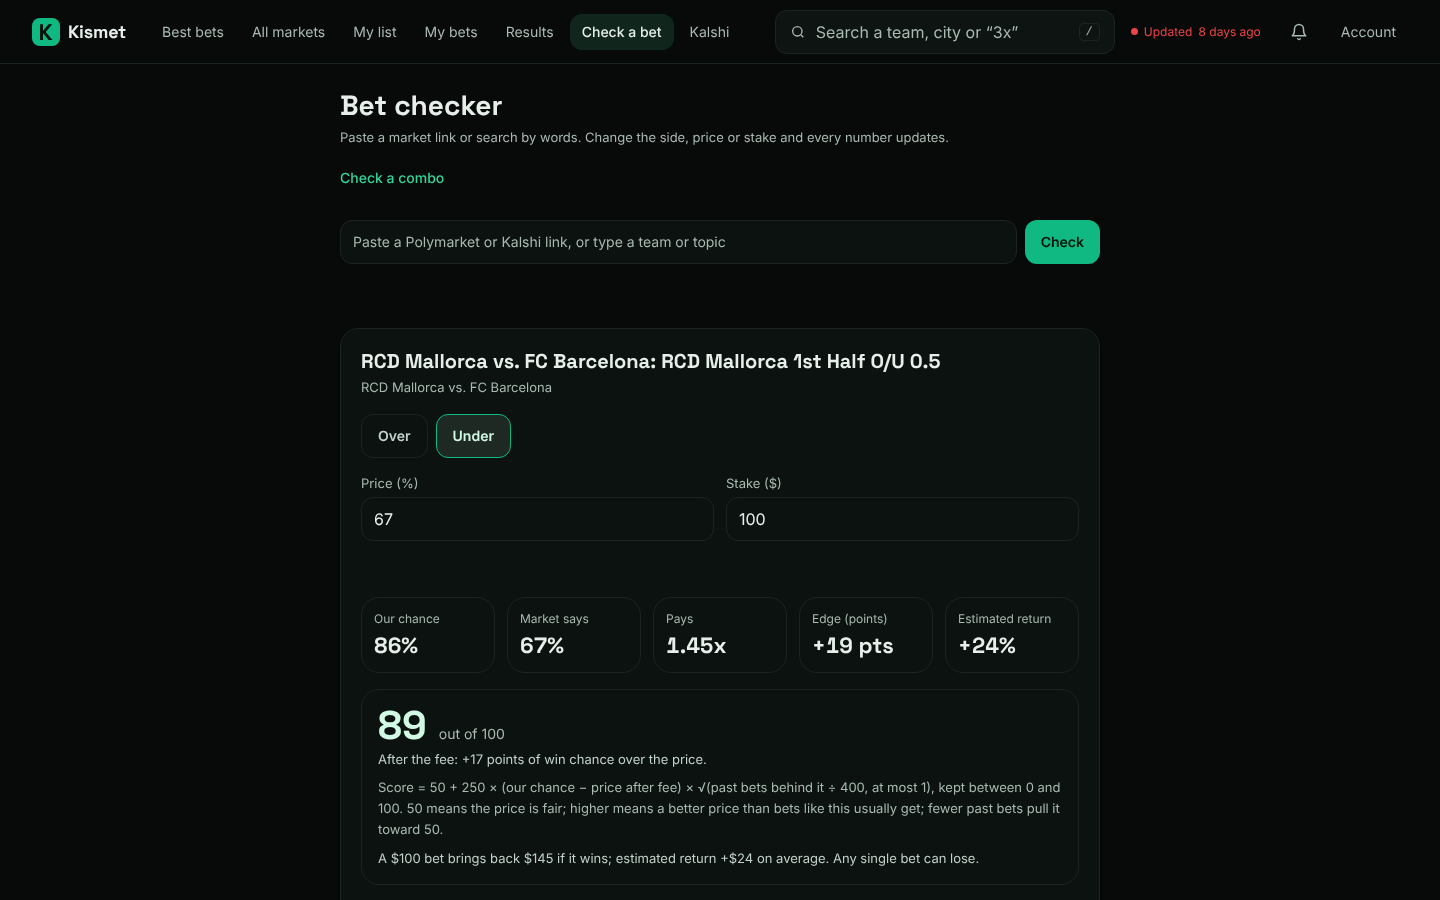 K Kismet Best bets All markets My list My bets Results Check a bet Kalshi Search a team, city or “3x” / Updated 8 days ago Account
Bet checker
Paste a market link or search by words. Change the side, price or stake and every number updates.
Check a combo
Paste a Polymarket or Kalshi link, or type a team or topic Check
RCD Mallorca vs. FC Barcelona: RCD Mallorca 1st Half O/U 0.5
RCD Mallorca vs. FC Barcelona
Over Under
Price (%) Stake ($)
67 100
Our chance Market says Pays Edge (points) Estimated return
86% 67% 1.45x +19 pts +24%
89 out of 100
After the fee: +17 points of win chance over the price.
Score = 50 + 250 × (our chance − price after fee) × √(past bets behind it ÷ 400, at most 1), kept between 0 and
100. 50 means the price is fair; higher means a better price than bets like this usually get; fewer past bets pull it
toward 50.
A $100 bet brings back $145 if it wins; estimated return +$24 on average. Any single bet can lose.